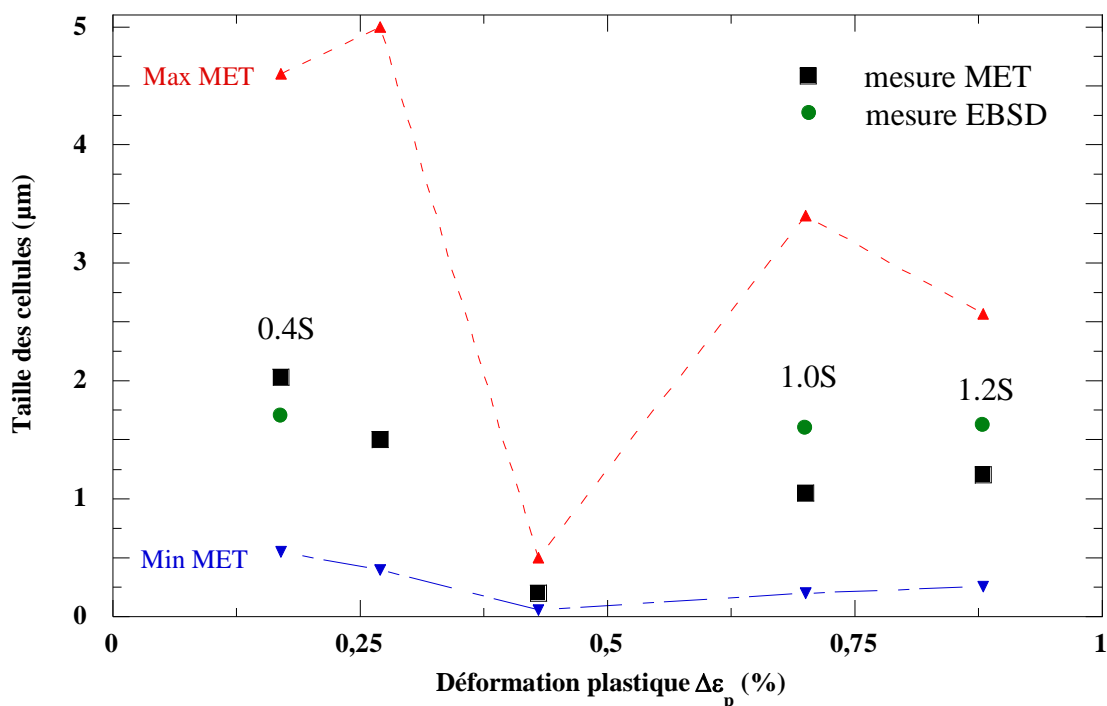 5
Max MET
mesure MET
mesure EBSD
4
3
0.4S
1.0S
1.2S
2
1
Min MET
0
0 0,25 0,5 0,75 1
Taille des cellules (µm)
Déformation plastique Δεp (%)